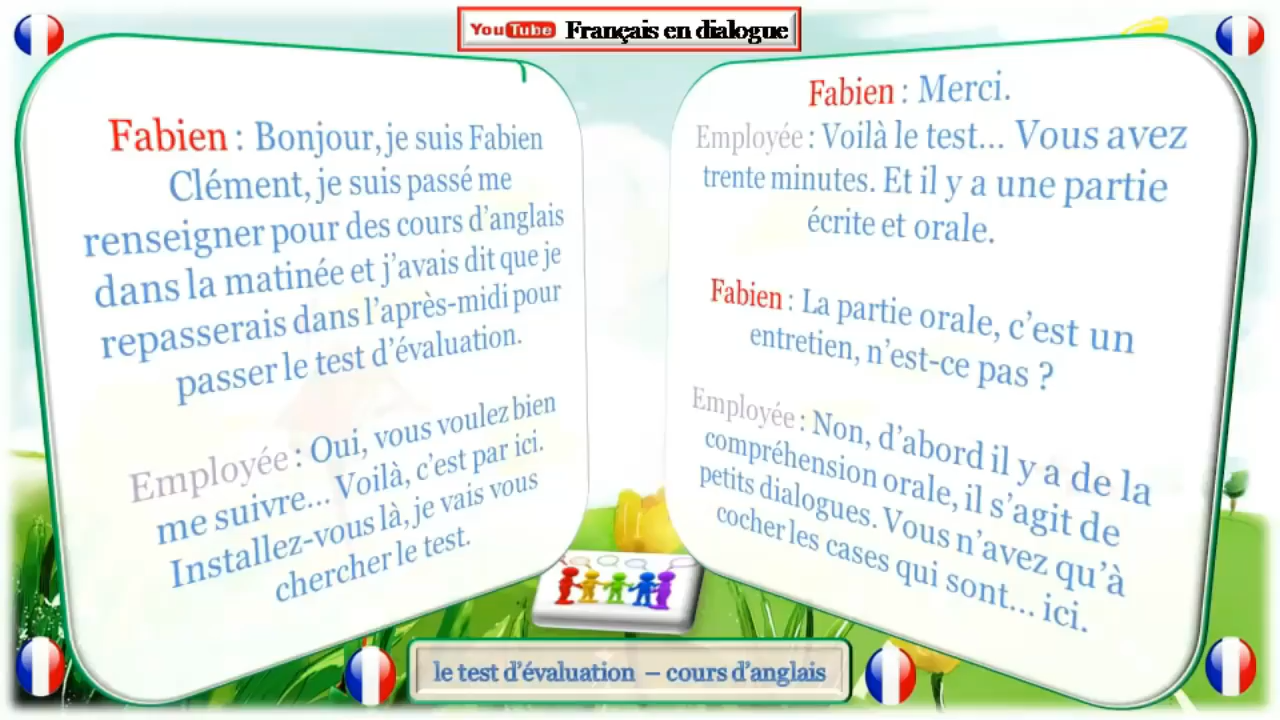 YouTube Français en dialogue
Fabien : Bonjour, je suis Fabien
Clément, je suis passé me
renseigner pour des cours d’anglais
dans la matinée et j’avais dit que je
repasserais dans l’après-midi pour
passer le test d’évaluation.
Employée : Oui, vous voulez bien
me suivre... Voilà, c’est par ici.
Installez-vous là, je vais vous
chercher le test.
Fabien : Merci.
Employée : Voilà le test... Vous avez
trente minutes. Et il y a une partie
écrite et orale.
Fabien : La partie orale, c’est un
entretien, n’est-ce pas ?
Employée : Non, d’abord il y a de la
compréhension orale, il s’agit de
petits dialogues. Vous n’avez qu’à
cocher les cases qui sont... ici.
le test d’évaluation – cours d’anglais